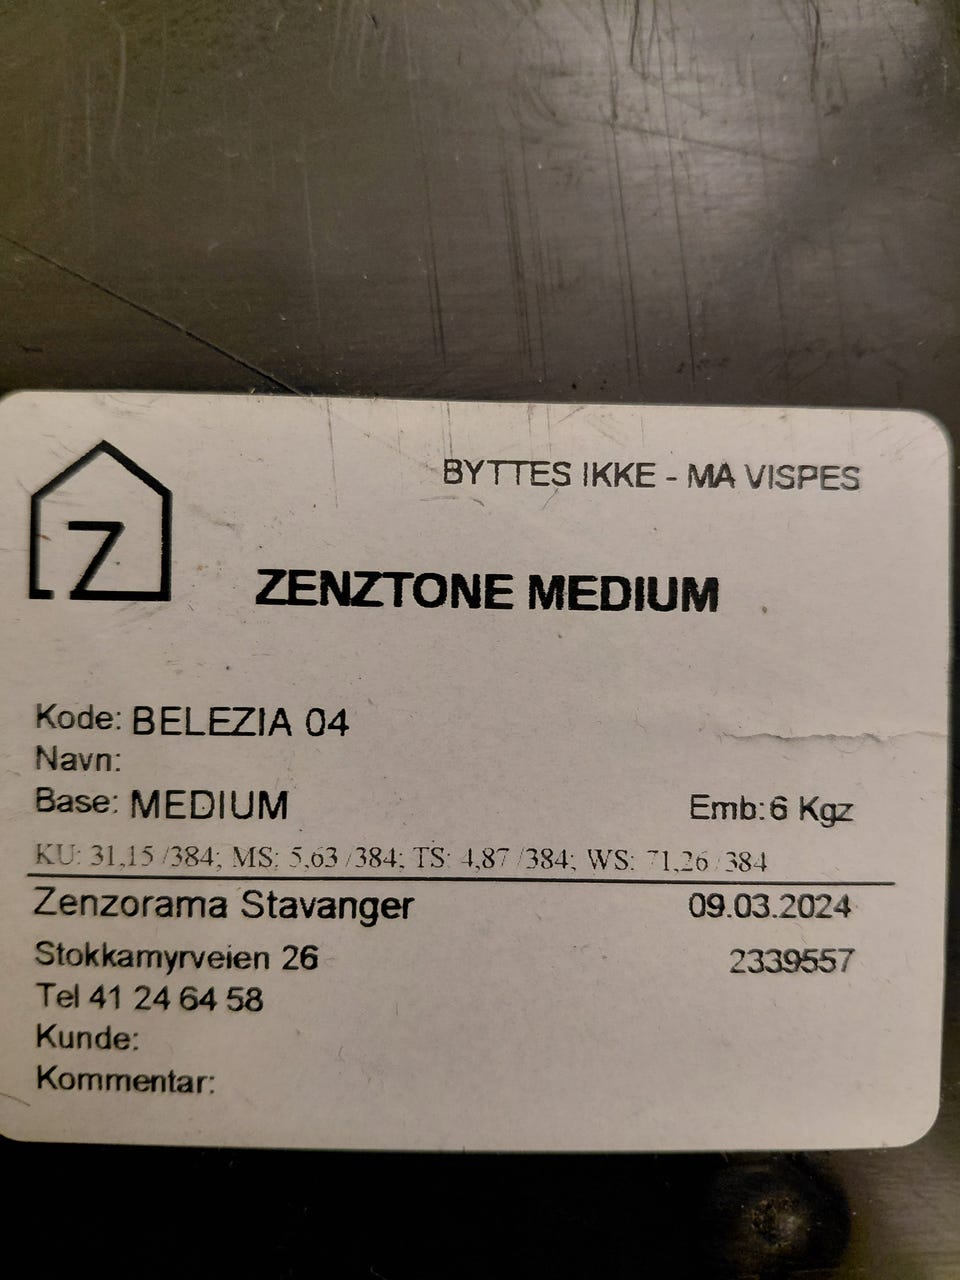 BYTTES IKKE - MA VISPES
Z
ZENZTONE MEDIUM
Kode: BELEZIA 04
Navn:
Base: MEDIUM
Emb:6 Kgz
KU: 31,15 /384; MS: 5,63 /384; TS: 4,87 /384; WS: 71,26 /384
Zenzorama Stavanger
09.03.2024
Stokkamyrveien 26
2339557
Tel 41 24 64 58
Kunde:
Kommentar: